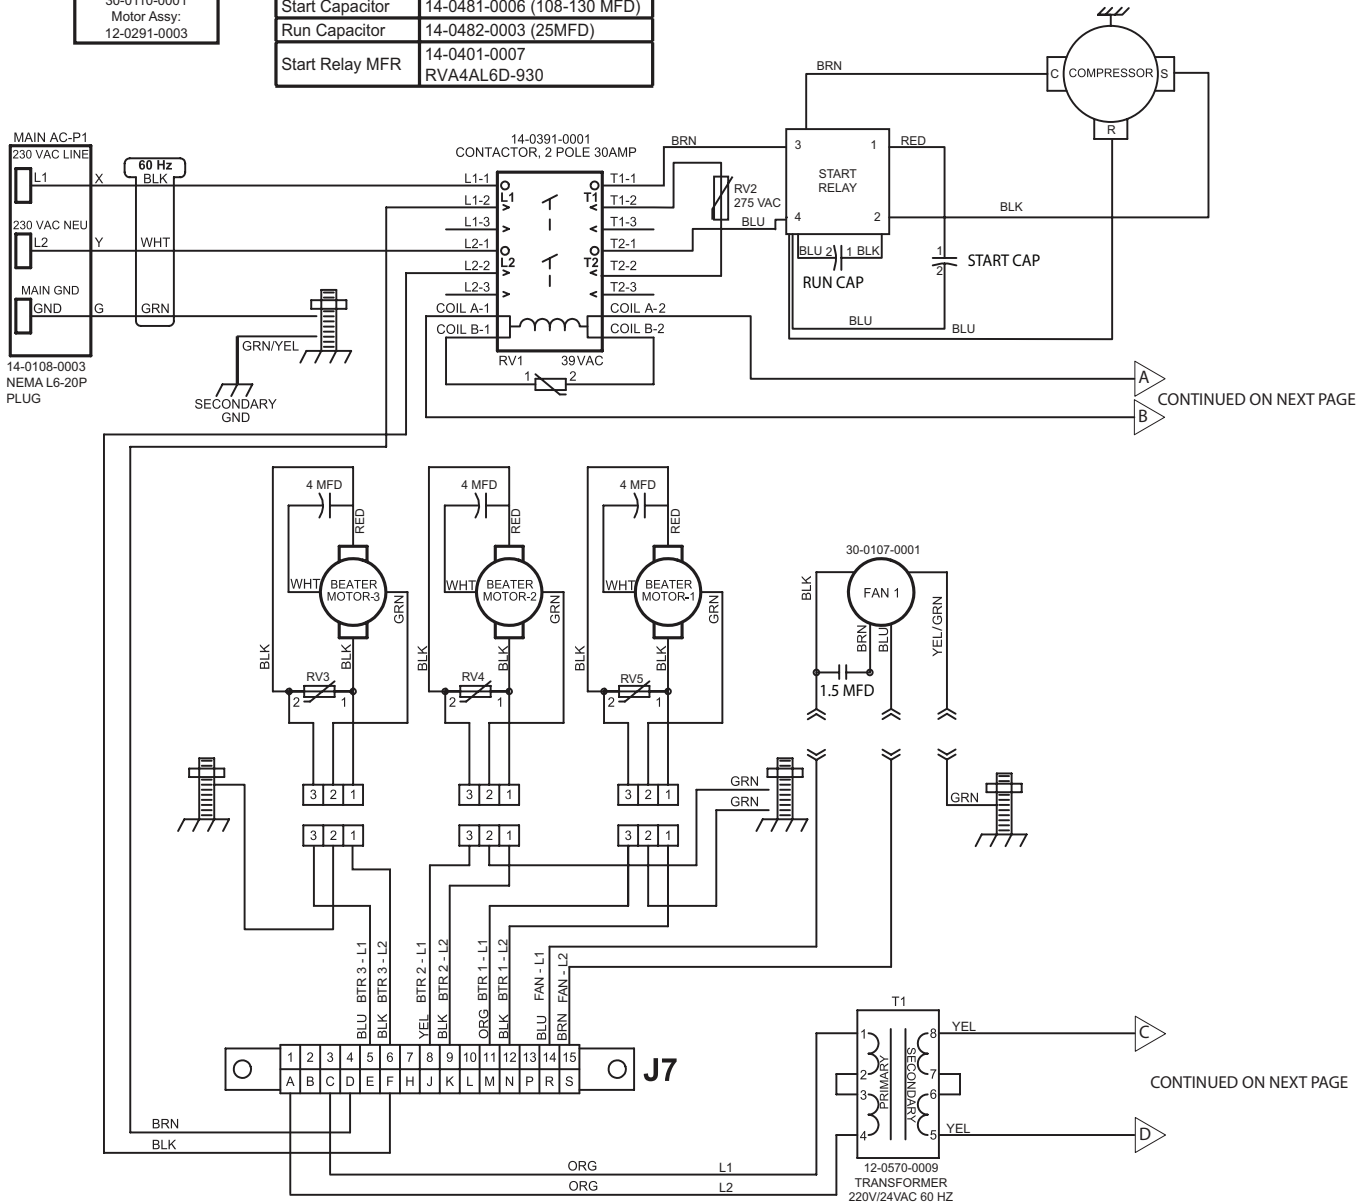 30-0110-0001
Motor Assy:
12-0291-0003
Start Capacitor 14-0481-0006 (108-130 MFD)
Run Capacitor 14-0482-0003 (25MFD)
Start Relay MFR 14-0401-0007
RVA4AL6D-930
BRN
C COMPRESSOR S
R
MAIN AC-P1
230 VAC LINE
L1 X
60 Hz
BLK
230 VAC NEU
L2 Y WHT
MAIN GND
GND G GRN
GRN/YEL
SECONDARY
GND
14-0108-0003
NEMA L6-20P
PLUG
14-0391-0001
CONTACTOR, 2 POLE 30AMP
L1-1 L1 T1 T1-1
L1-2 T1-2
L1-3 T1-3
L2-1 T2-1
L2-2 L2 T2 T2-2
L2-3 T2-3
COIL A-1 COIL A-2
COIL B-1 COIL B-2
RV1 39VAC
1 2
BRN
RV2
275 VAC
BLU
3 1
START
RELAY
4 2
RED
BLK
BLU 2 1 BLK
RUN CAP
1
2
START CAP
BLU
BLU
A
CONTINUED ON NEXT PAGE
B
4 MFD
RED
WHT
BEATER
MOTOR-3
GRN
BLK
BLK
RV3
2 1
3 2 1
3 2 1
4 MFD
RED
WHT
BEATER
MOTOR-2
GRN
BLK
BLK
RV4
2 1
3 2 1
3 2 1
4 MFD
RED
WHT
BEATER
MOTOR-1
GRN
BLK
BLK
RV5
2 1
3 2 1
3 2 1
GRN
GRN
30-0107-0001
FAN 1
BLK
BRN
BLU
YEL/GRN
1.5 MFD
GRN
BLU BTR 3 - L1
BLK BTR 3 - L2
YEL BTR 2 - L1
BLK BTR 2 - L2
ORG BTR 1 - L1
BLK BTR 1 - L2
BLU FAN - L1
BRN FAN - L2
1 2 3 4 5 6 7 8 9 10 11 12 13 14 15
A B C D E F H J K L M N P R S
J7
BRN
BLK
ORG L1
ORG L2
T1
1 8
2 7
3 6
4 5
PRIMARY
SECONDARY
YEL
YEL
C
CONTINUED ON NEXT PAGE
D
12-0570-0009
TRANSFORMER
220V/24VAC 60 HZ